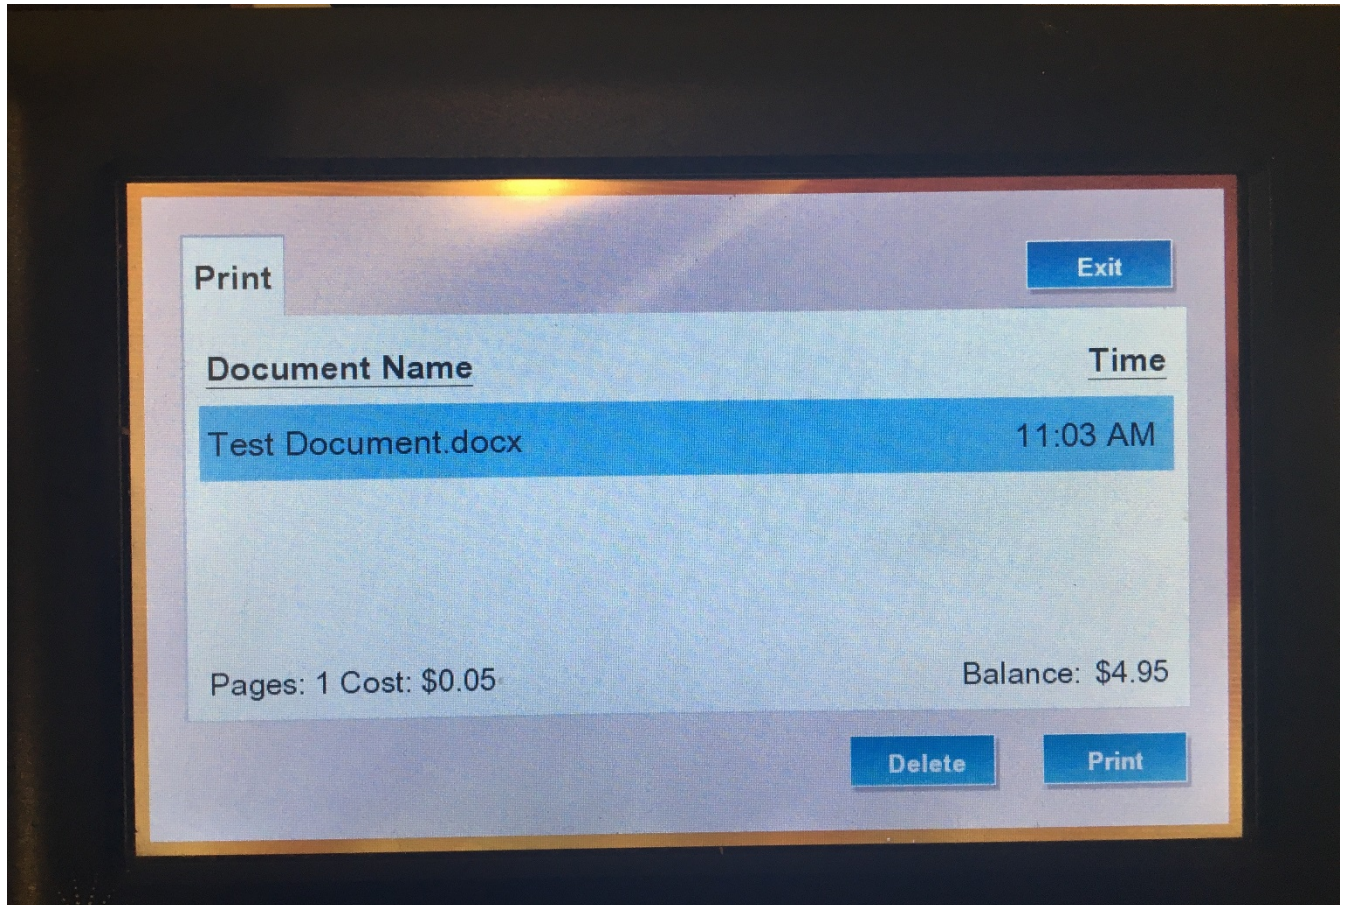 Print
Exit
Document Name Time
Test Document.docx 11:03 AM
Pages: 1 Cost: $0.05 Balance: $4.95
Delete Print